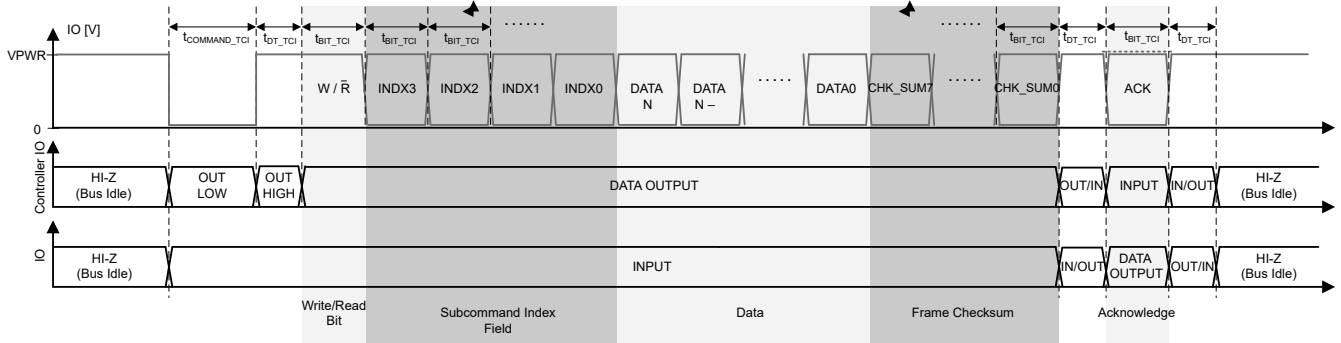 IO [V]
tCOMMAND_TCI tDT_TCI tBIT_TCI tBIT_TCI tBIT_TCI ...... ...... tBIT_TCI tDT_TCI tBIT_TCI tDT_TCI
VPWR
W / R̅ INDX3 INDX2 INDX1 INDX0 DATA N DATA N – ..... DATA0 CHK_SUM7 ..... CHK_SUM0 ACK
0
Controller IO
HI-Z (Bus Idle) OUT LOW OUT HIGH DATA OUTPUT OUT/IN INPUT IN/OUT HI-Z (Bus Idle)
IO
HI-Z (Bus Idle) INPUT IN/OUT DATA OUTPUT OUT/IN HI-Z (Bus Idle)
Write/Read Bit Subcommand Index Field Data Frame Checksum Acknowledge